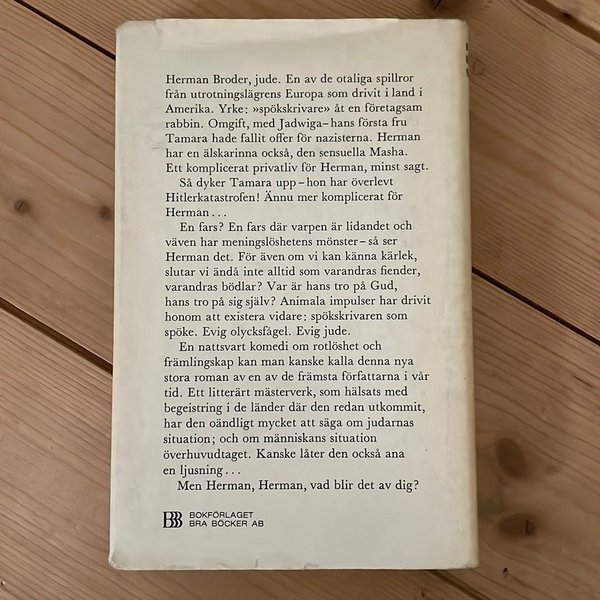 Herman Broder, jude. En av de otaliga spillror
från utrotningslägrens Europa som drivit i land i
Amerika. Yrke: »spökskrivare» åt en företagsam
rabbin. Omgift, med Jadwiga – hans första fru
Tamara hade fallit offer för nazisterna. Herman
har en älskarinna också, den sensuella Masha.
Ett komplicerat privatliv för Herman, minst sagt.
Så dyker Tamara upp – hon har överlevt
Hitlerkatastrofen! Ännu mer komplicerat för
Herman . . .
En fars? En fars där varpen är lidandet och
väven har meningslöshetens mönster – så ser
Herman det. För även om vi kan känna kärlek,
slutar vi ändå inte alltid som varandras fiender,
varandras bödlar? Var är hans tro på Gud,
hans tro på sig själv? Animala impulser har drivit
honom att existera vidare: spökskrivaren som
spöke. Evig olycksfågel. Evig jude.
En nattsvart komedi om rotlöshet och
främlingskap kan man kanske kalla denna nya
stora roman av en av de främsta författarna i vår
tid. Ett litterärt mästerverk, som hälsats med
begeistring i de länder där den redan utkommit,
har den oändligt mycket att säga om judarnas
situation; och om människans situation
överhuvudtaget. Kanske låter den också ana
en ljusning . . .
Men Herman, Herman, vad blir det av dig?
BB BOKFÖRLAGET
BRA BÖCKER AB